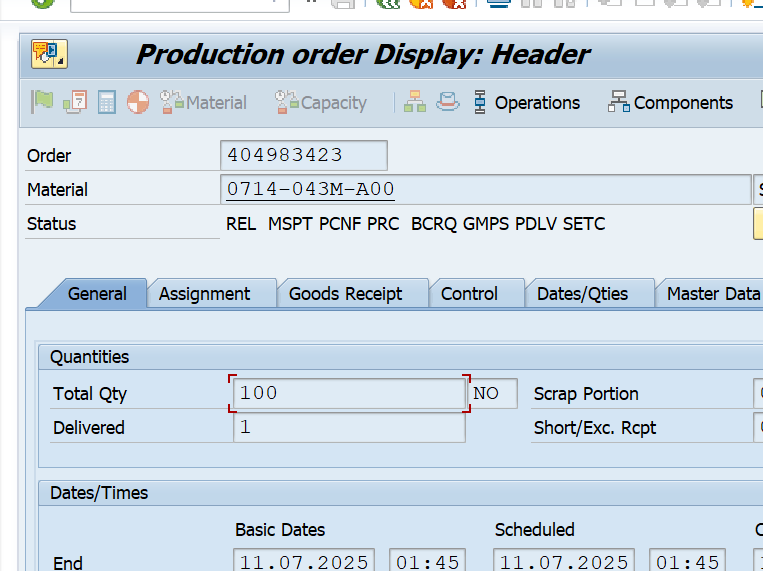 Production order Display: Header
Material Capacity Operations Components
Order 404983423
Material 0714-043M-A00
Status REL MSPT PCNF PRC BCRQ GMPS PDLV SETC
General Assignment Goods Receipt Control Dates/Qties Master Data
Quantities
Total Qty 100 NO Scrap Portion
Delivered 1 Short/Exc. Rcpt
Dates/Times
Basic Dates Scheduled
End 11.07.2025 01:45 11.07.2025 01:45